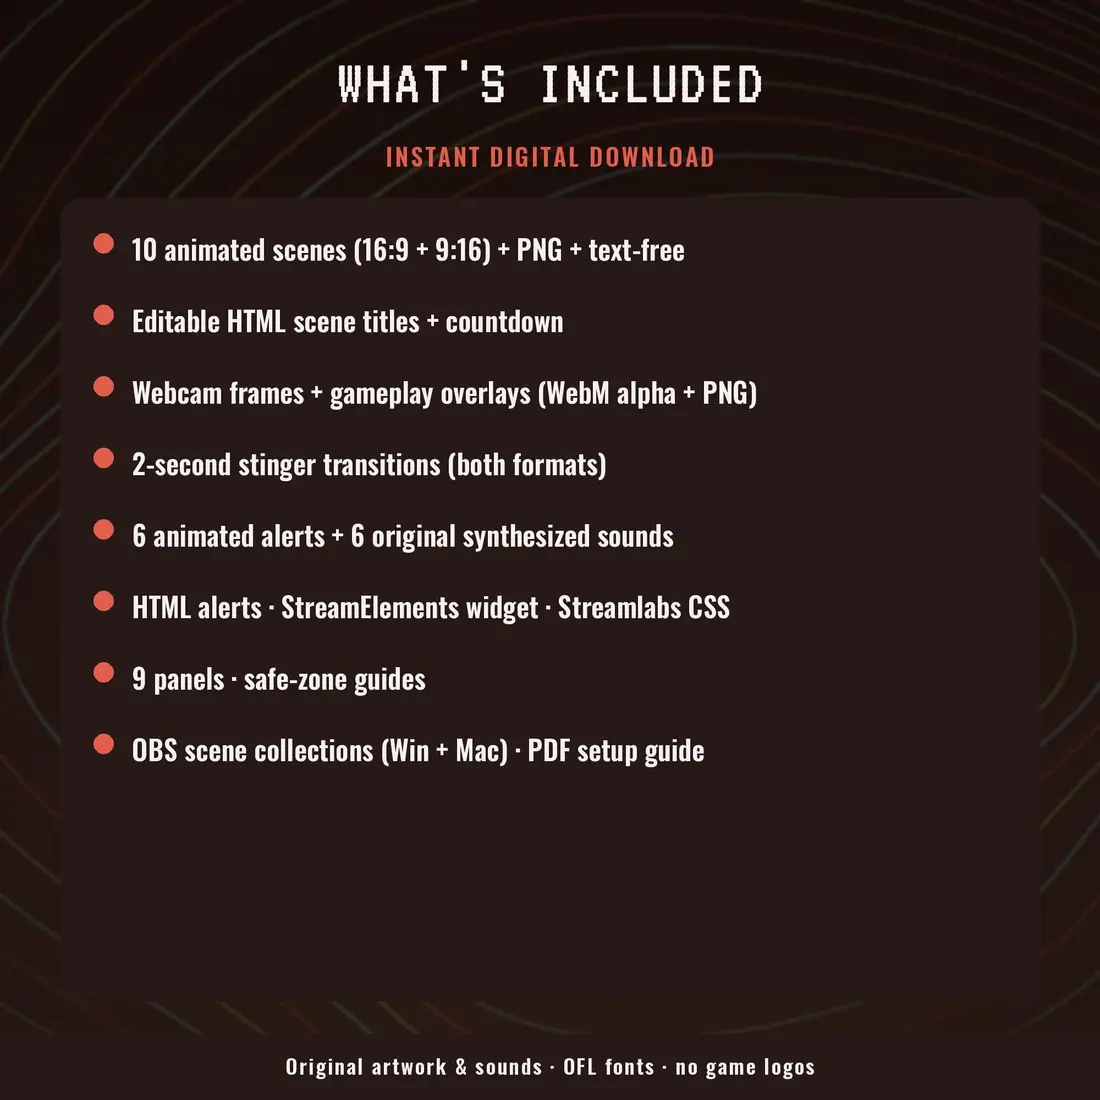 WHAT'S INCLUDED
INSTANT DIGITAL DOWNLOAD
10 animated scenes (16:9 + 9:16) + PNG + text-free
Editable HTML scene titles + countdown
Webcam frames + gameplay overlays (WebM alpha + PNG)
2-second stinger transitions (both formats)
6 animated alerts + 6 original synthesized sounds
HTML alerts · StreamElements widget · Streamlabs CSS
9 panels · safe-zone guides
OBS scene collections (Win + Mac) · PDF setup guide
Original artwork & sounds · OFL fonts · no game logos